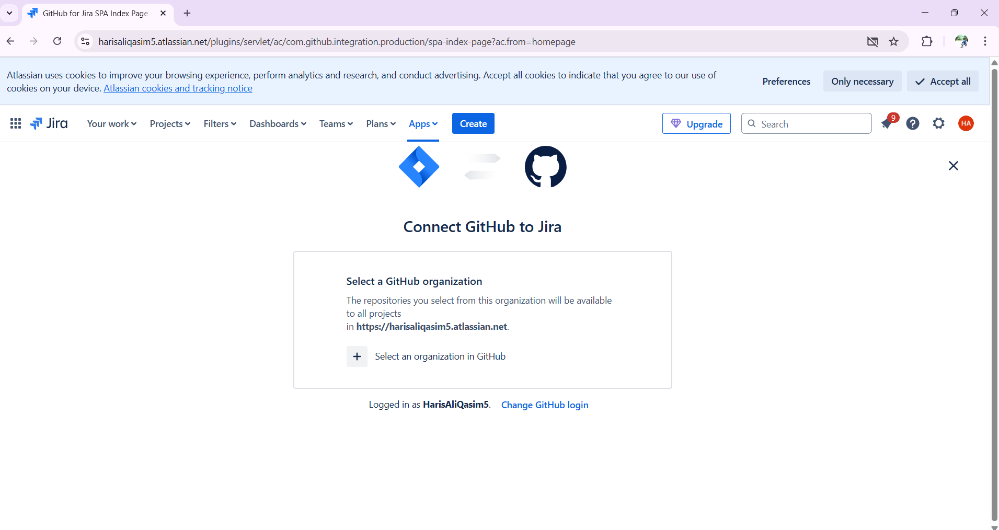 GitHub for Jira SPA Index Page
harisaliqasim5.atlassian.net/plugins/servlet/ac/com.github.integration.production/spa-index-page?ac.from=homepage
Atlassian uses cookies to improve your browsing experience, perform analytics and research, and conduct advertising. Accept all cookies to indicate that you agree to our use of
cookies on your device. Atlassian cookies and tracking notice
Preferences
Only necessary
Accept all
Jira
Your work
Projects
Filters
Dashboards
Teams
Plans
Apps
Create
Upgrade
Search
9
HA
Connect GitHub to Jira
Select a GitHub organization
The repositories you select from this organization will be available
to all projects
in https://harisaliqasim5.atlassian.net.
Select an organization in GitHub
Logged in as HarisAliQasim5. Change GitHub login